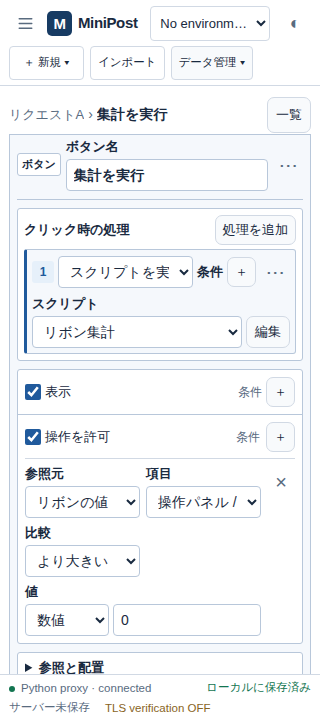 M MiniPost No environm…
+ 新規 ▾ インポート データ管理 ▾
リクエストA › 集計を実行 一覧
ボタン ボタン名
集計を実行 ...
クリック時の処理 処理を追加
1 スクリプトを実 条件 + ...
スクリプト
リボン集計 編集
表示 条件 +
操作を許可 条件 +
参照元 項目 ×
リボンの値 操作パネル /
比較
より大きい
値
数値 0
▶ 参照と配置
Python proxy · connected ローカルに保存済み
サーバー未保存 TLS verification OFF